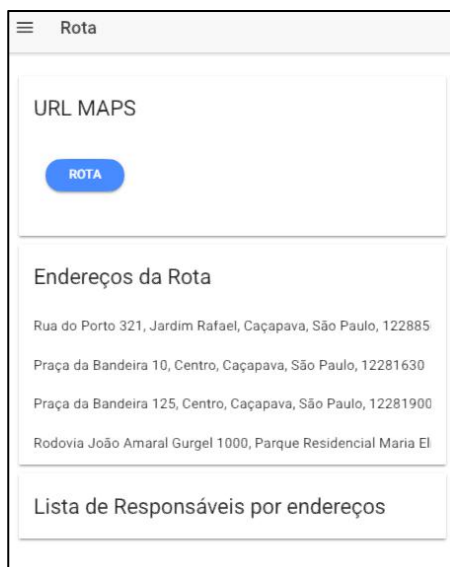 Rota
URL MAPS
ROTA
Endereços da Rota
Rua do Porto 321, Jardim Rafael, Caçapava, São Paulo, 122885
Praça da Bandeira 10, Centro, Caçapava, São Paulo, 12281630
Praça da Bandeira 125, Centro, Caçapava, São Paulo, 12281900
Rodovia João Amaral Gurgel 1000, Parque Residencial Maria El
Lista de Responsáveis por endereços